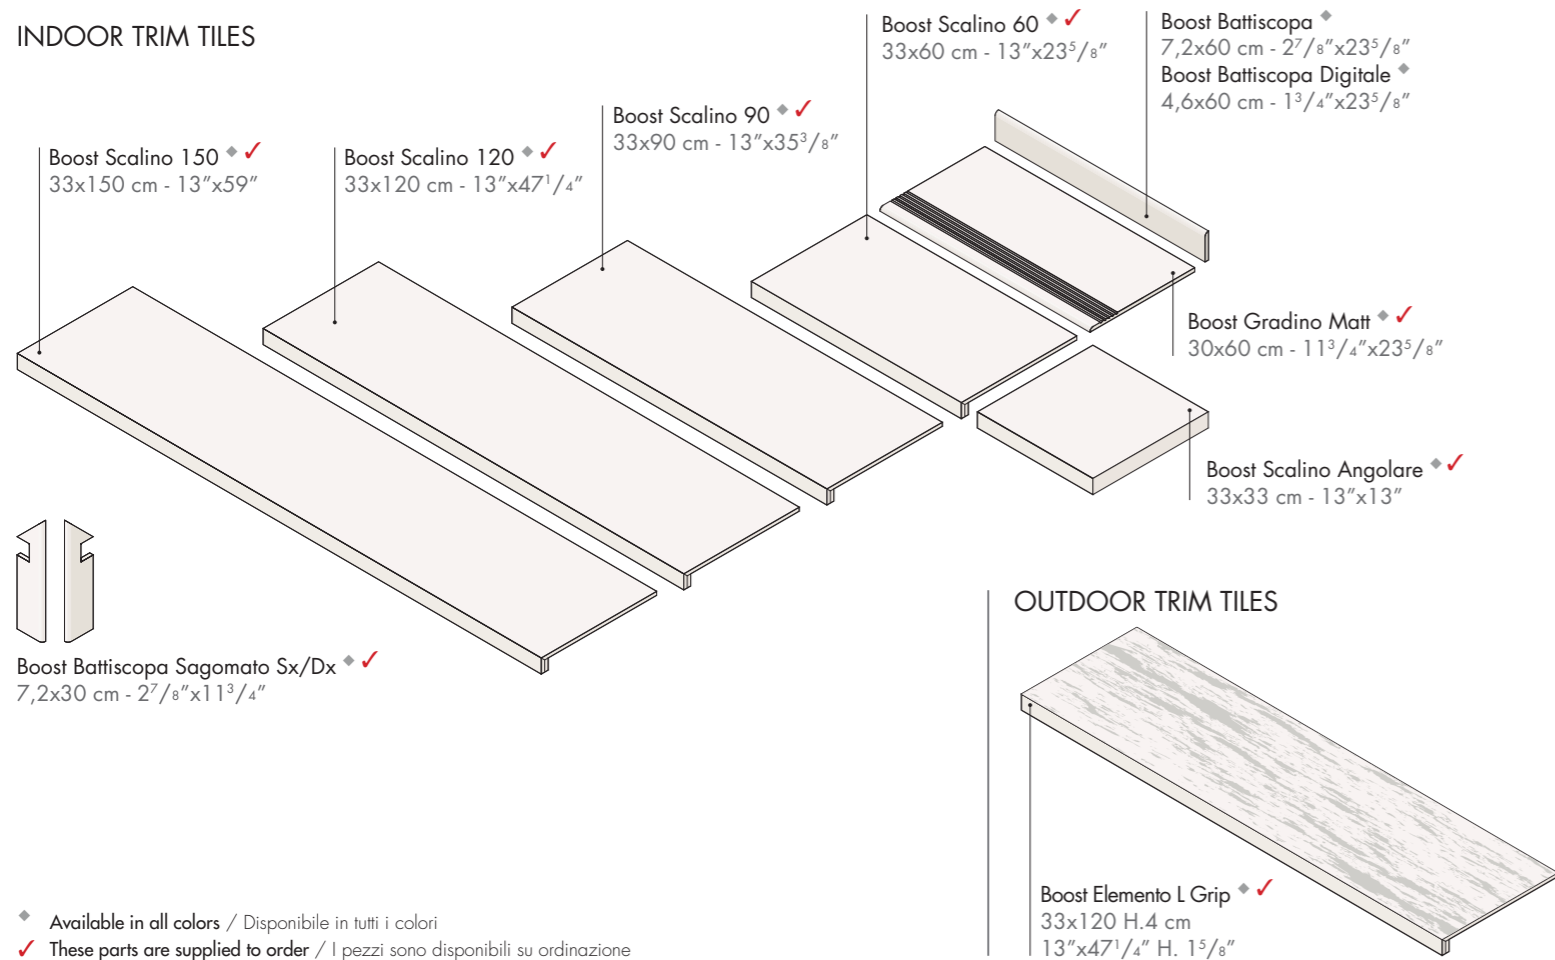 INDOOR TRIM TILES
Boost Scalino 150 ◆ ✓
33x150 cm - 13”x59”
Boost Scalino 120 ◆ ✓
33x120 cm - 13”x47¹/₄”
Boost Scalino 90 ◆ ✓
33x90 cm - 13”x35³/₈”
Boost Scalino 60 ◆ ✓
33x60 cm - 13”x23⁵/₈”
Boost Battiscopa ◆
7,2x60 cm - 2⁷/₈”x23⁵/₈”
Boost Battiscopa Digitale ◆
4,6x60 cm - 1³/₄”x23⁵/₈”
Boost Gradino Matt ◆ ✓
30x60 cm - 11³/₄”x23⁵/₈”
Boost Scalino Angolare ◆ ✓
33x33 cm - 13”x13”
Boost Battiscopa Sagomato Sx/Dx ◆ ✓
7,2x30 cm - 2⁷/₈”x11³/₄”
OUTDOOR TRIM TILES
Boost Elemento L Grip ◆ ✓
33x120 H.4 cm
13”x47¹/₄” H. 1⁵/₈”
◆ Available in all colors / Disponibile in tutti i colori
✓ These parts are supplied to order / I pezzi sono disponibili su ordinazione